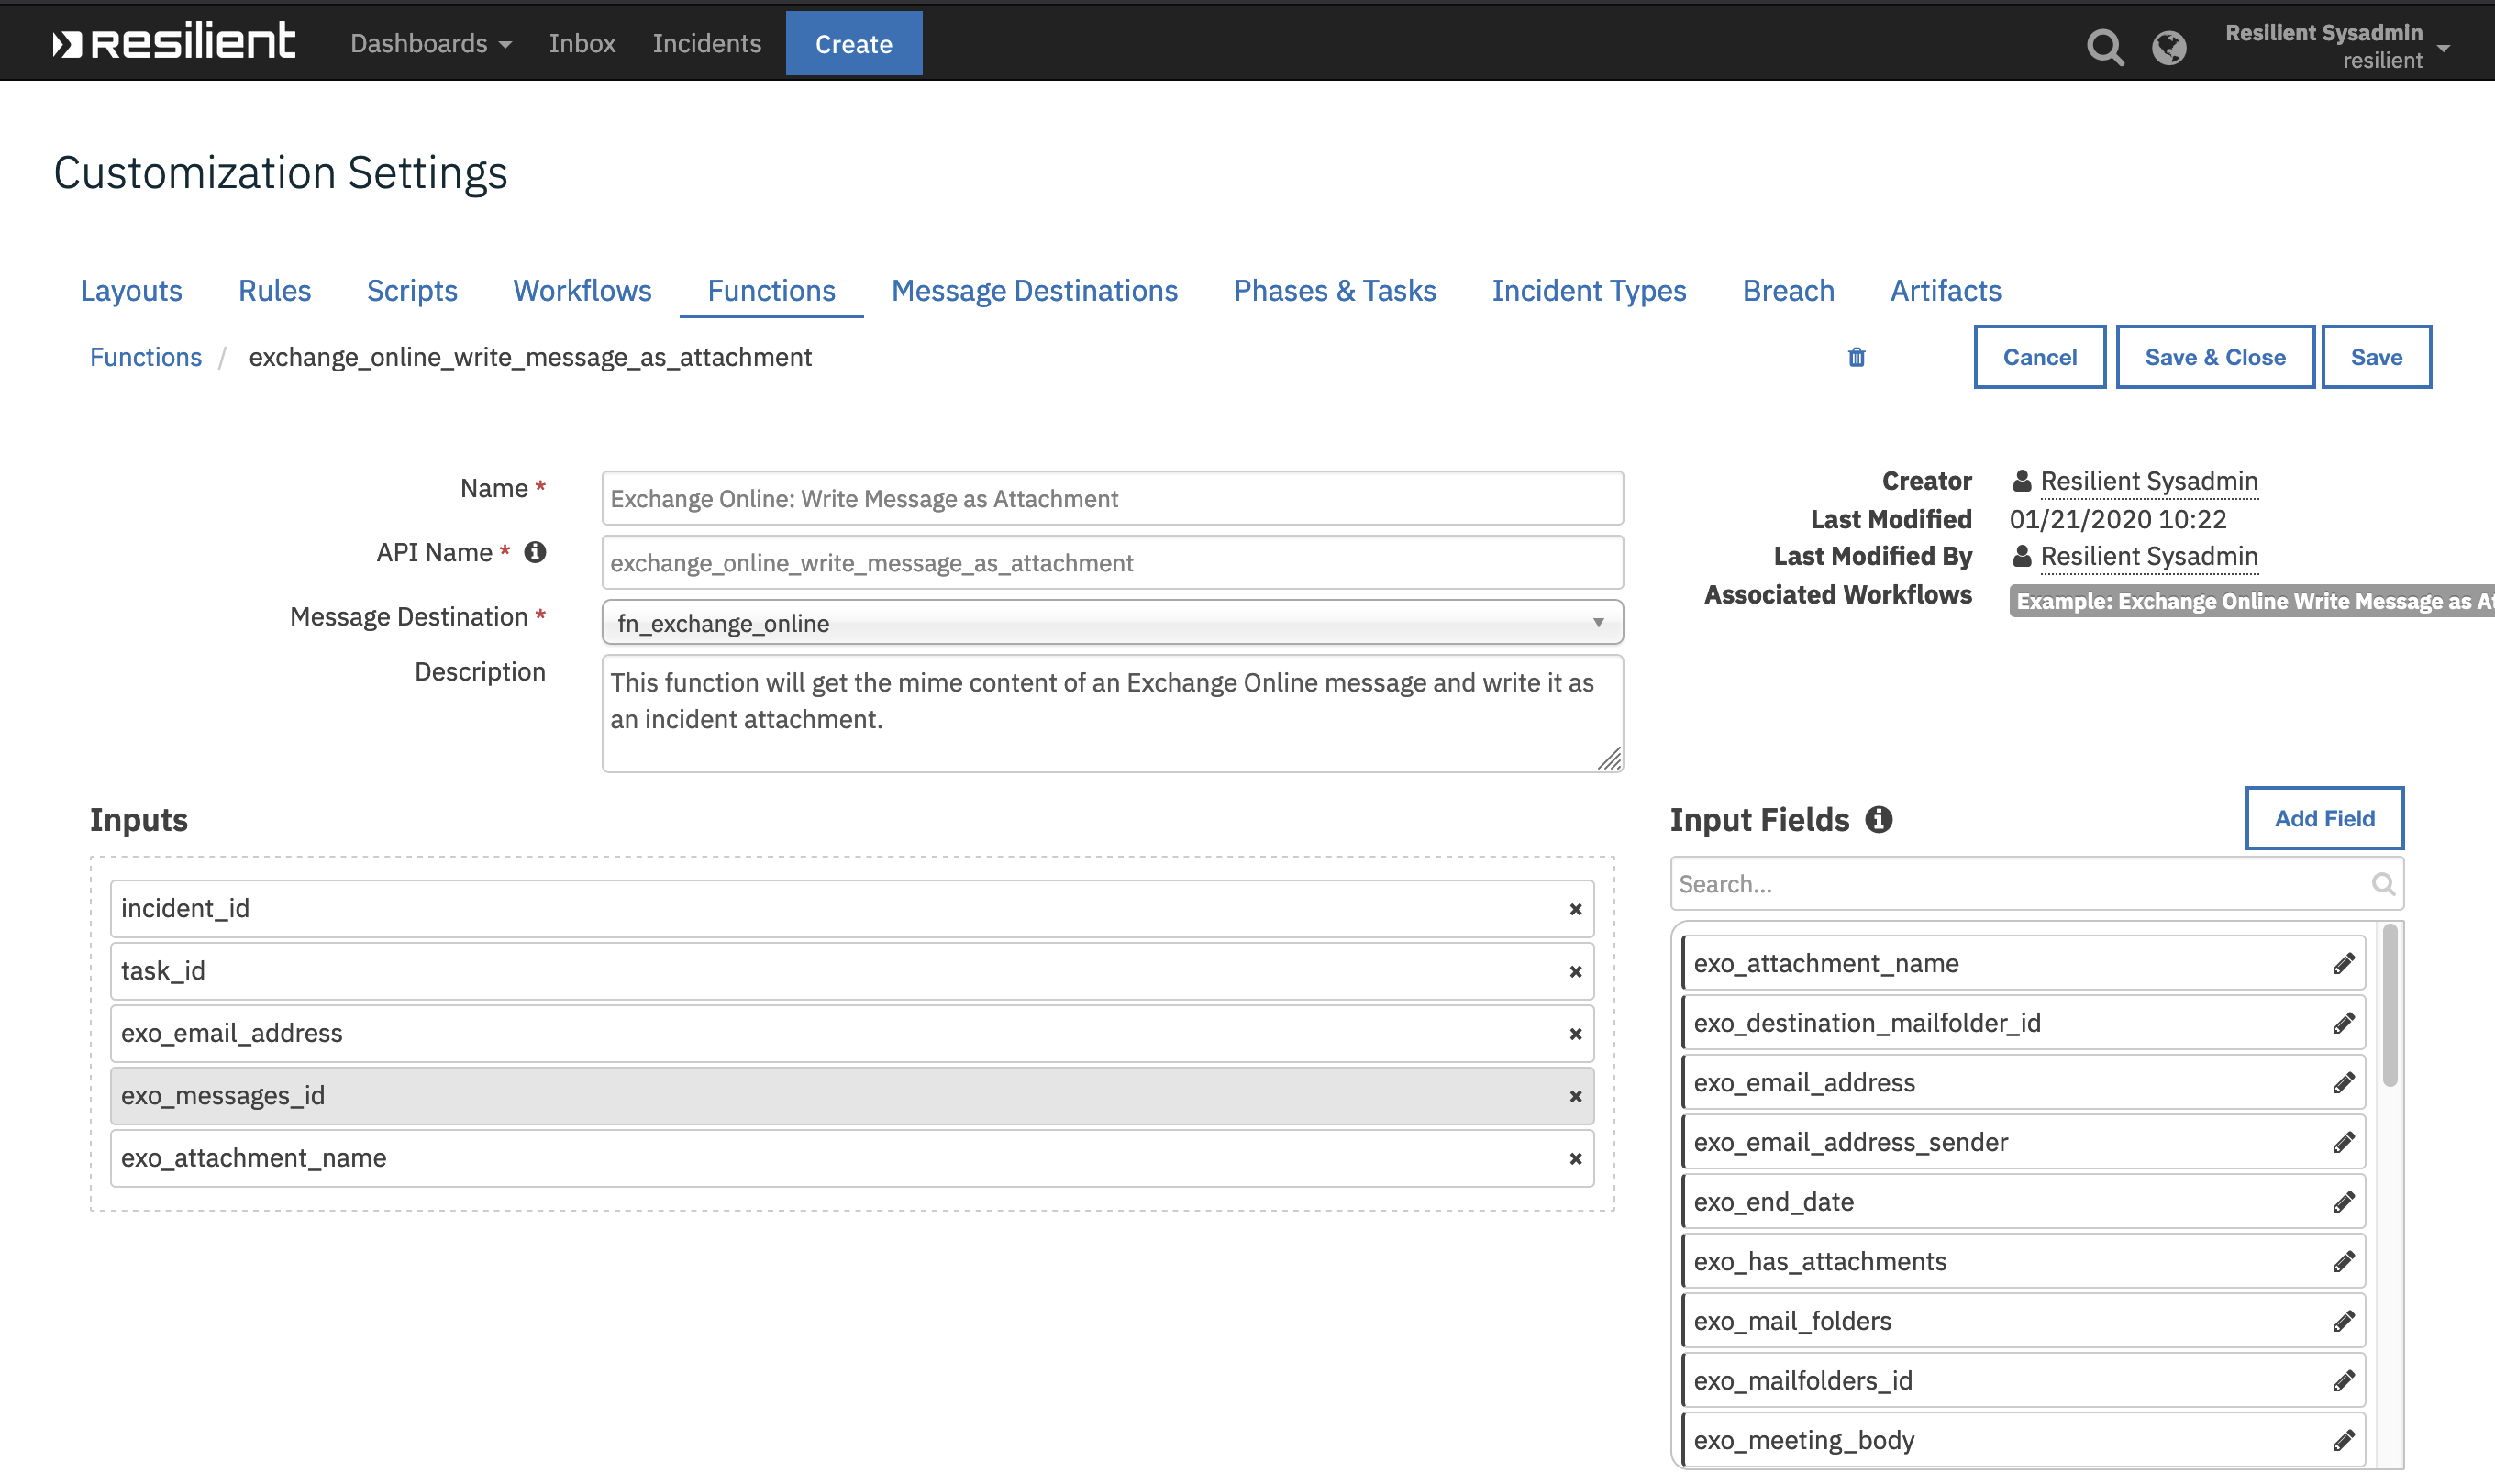 resilient Dashboards Inbox Incidents Create Resilient Sysadmin
resilient
Customization Settings
Layouts Rules Scripts Workflows Functions Message Destinations Phases & Tasks Incident Types Breach Artifacts
Functions / exchange_online_write_message_as_attachment Cancel Save & Close Save
Name * Exchange Online: Write Message as Attachment
API Name * exchange_online_write_message_as_attachment
Message Destination * fn_exchange_online
Description This function will get the mime content of an Exchange Online message and write it as
an incident attachment.
Creator Resilient Sysadmin
Last Modified 01/21/2020 10:22
Last Modified By Resilient Sysadmin
Associated Workflows Example: Exchange Online Write Message as At
Inputs
incident_id
task_id
exo_email_address
exo_messages_id
exo_attachment_name
Input Fields Add Field
Search...
exo_attachment_name
exo_destination_mailfolder_id
exo_email_address
exo_email_address_sender
exo_end_date
exo_has_attachments
exo_mail_folders
exo_mailfolders_id
exo_meeting_body